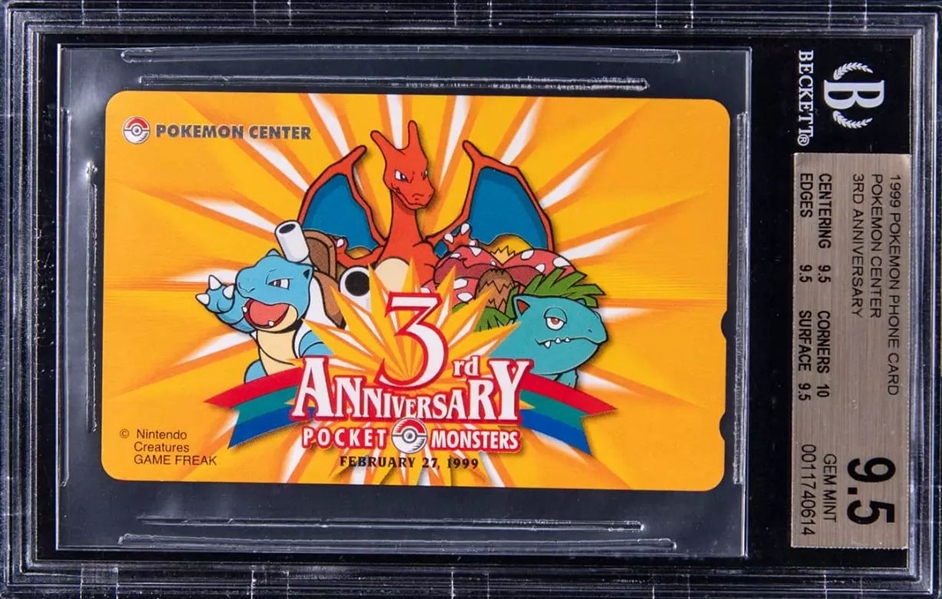 POKEMON CENTER
3rd
ANNIVERSARY
POCKET MONSTERS
FEBRUARY 27, 1999
© Nintendo
Creatures
GAME FREAK
B
BECKETT®
1999 POKEMON PHONE CARD
POKEMON CENTER
3RD ANNIVERSARY
CENTERING 9.5 CORNERS 10
EDGES 9.5 SURFACE 9.5
9.5
GEM MINT
0011740614